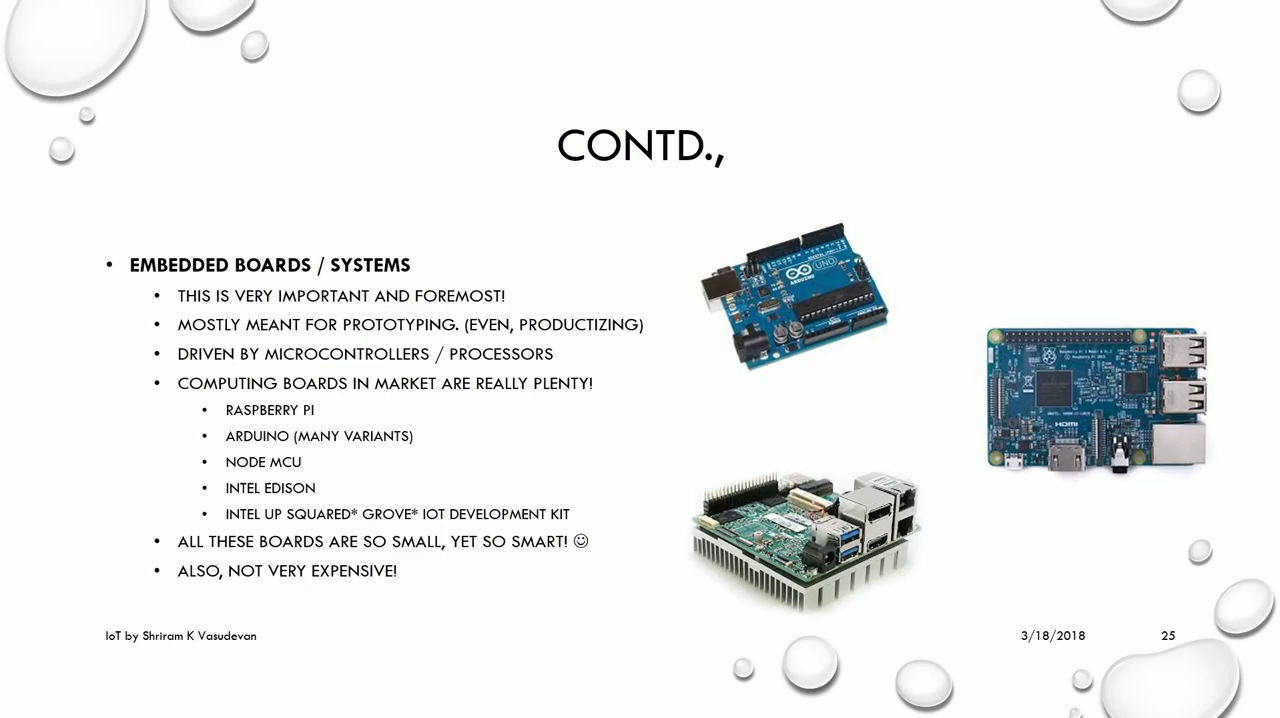 CONTD.,
• EMBEDDED BOARDS / SYSTEMS
• THIS IS VERY IMPORTANT AND FOREMOST!
• MOSTLY MEANT FOR PROTOTYPING. (EVEN, PRODUCTIZING)
• DRIVEN BY MICROCONTROLLERS / PROCESSORS
• COMPUTING BOARDS IN MARKET ARE REALLY PLENTY!
• RASPBERRY PI
• ARDUINO (MANY VARIANTS)
• NODE MCU
• INTEL EDISON
• INTEL UP SQUARED* GROVE* IOT DEVELOPMENT KIT
• ALL THESE BOARDS ARE SO SMALL, YET SO SMART! ☺
• ALSO, NOT VERY EXPENSIVE!
UNO
ARDUINO
HDMI
IoT by Shriram K Vasudevan
3/18/2018
25